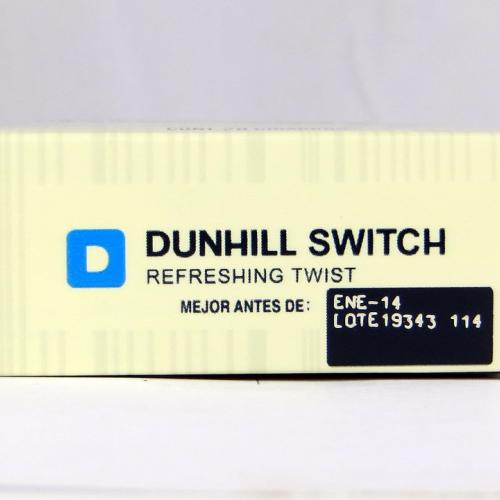 D
DUNHILL SWITCH
REFRESHING TWIST
MEJOR ANTES DE: ENE-14
LOTE19343 114